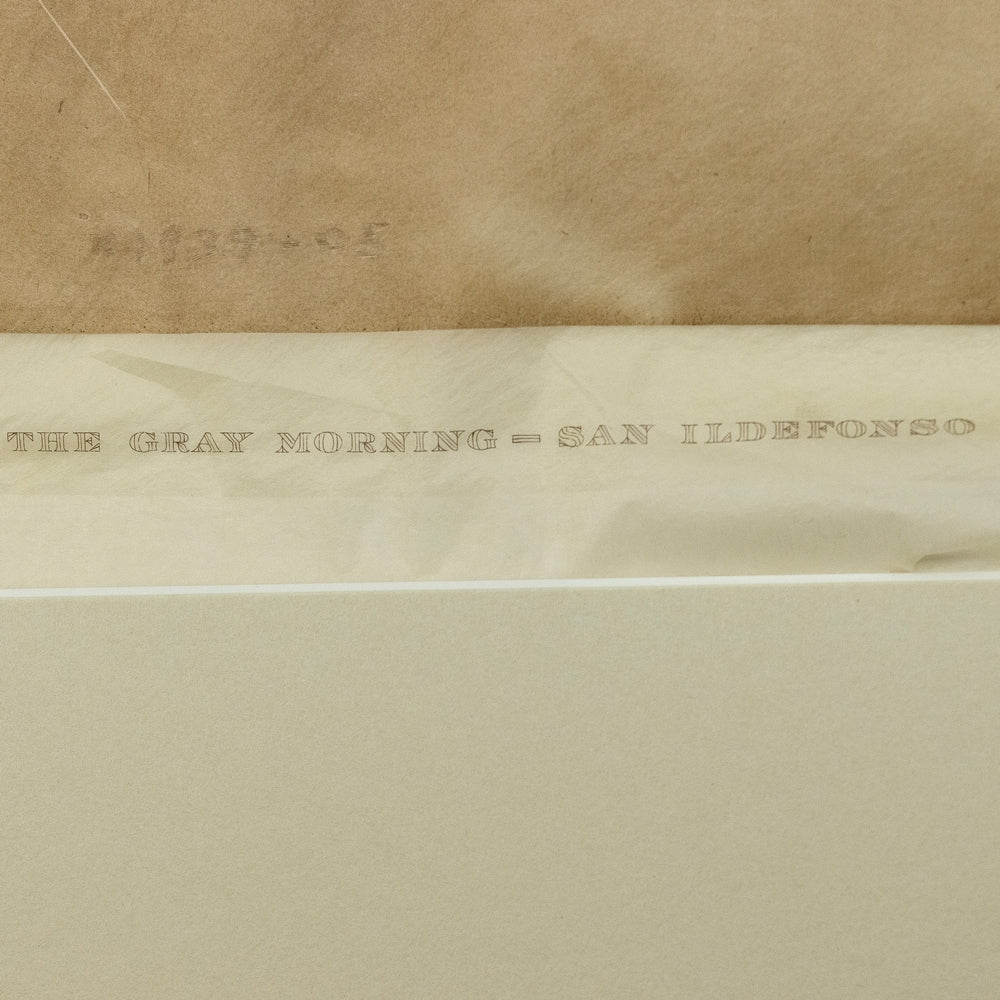 THE GRAY MORNING = SAN ILDEFONSO